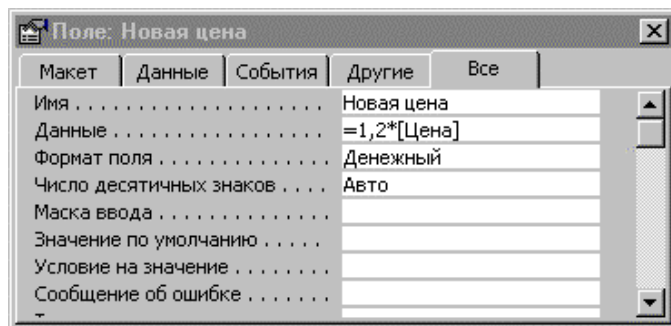 Поле: Новая цена
Макет Данные События Другие Все
Имя . . . . . . . . . . . . . . . . . . . . Новая цена
Данные . . . . . . . . . . . . . . . . . =1,2*[Цена]
Формат поля . . . . . . . . . . . . . . Денежный
Число десятичных знаков . . . . Авто
Маска ввода . . . . . . . . . . . . . .
Значение по умолчанию . . . . .
Условие на значение . . . . . . . .
Сообщение об ошибке . . . . . . .